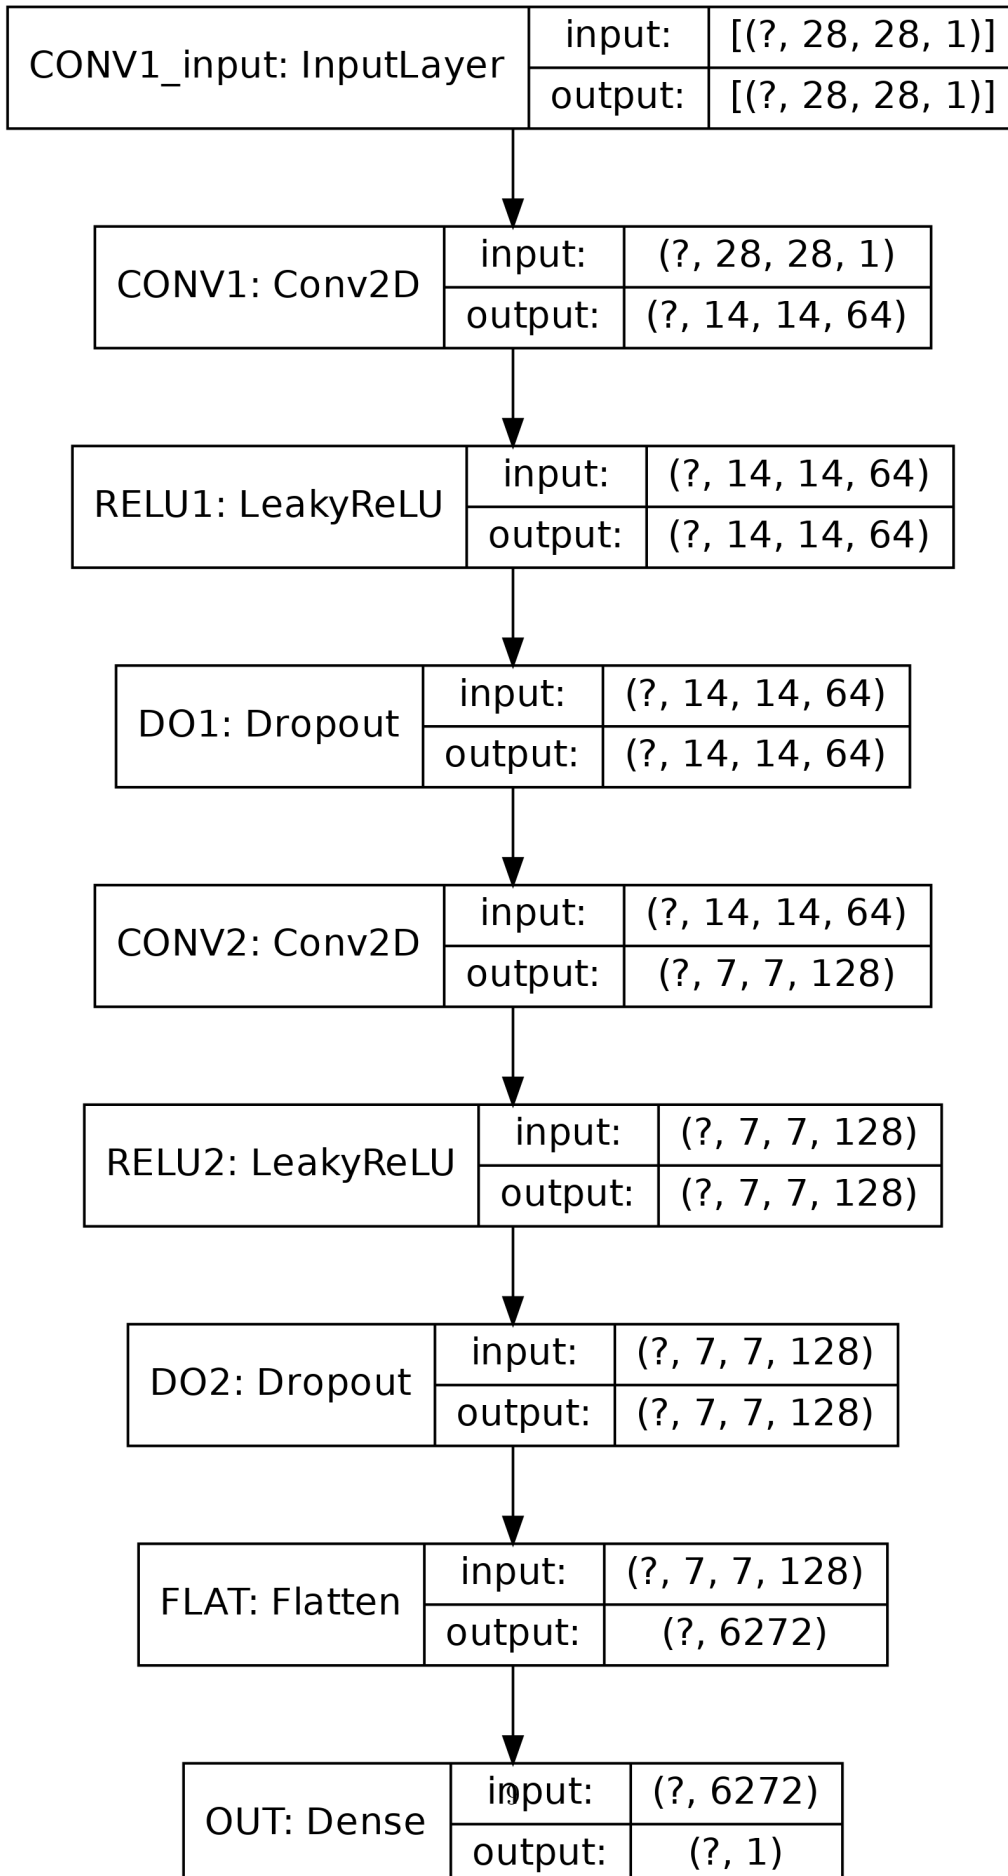 CONV1_input: InputLayer
input: [(?, 28, 28, 1)]
output: [(?, 28, 28, 1)]
CONV1: Conv2D
input: (?, 28, 28, 1)
output: (?, 14, 14, 64)
RELU1: LeakyReLU
input: (?, 14, 14, 64)
output: (?, 14, 14, 64)
DO1: Dropout
input: (?, 14, 14, 64)
output: (?, 14, 14, 64)
CONV2: Conv2D
input: (?, 14, 14, 64)
output: (?, 7, 7, 128)
RELU2: LeakyReLU
input: (?, 7, 7, 128)
output: (?, 7, 7, 128)
DO2: Dropout
input: (?, 7, 7, 128)
output: (?, 7, 7, 128)
FLAT: Flatten
input: (?, 7, 7, 128)
output: (?, 6272)
OUT: Dense
input: (?, 6272)
output: (?, 1)
9